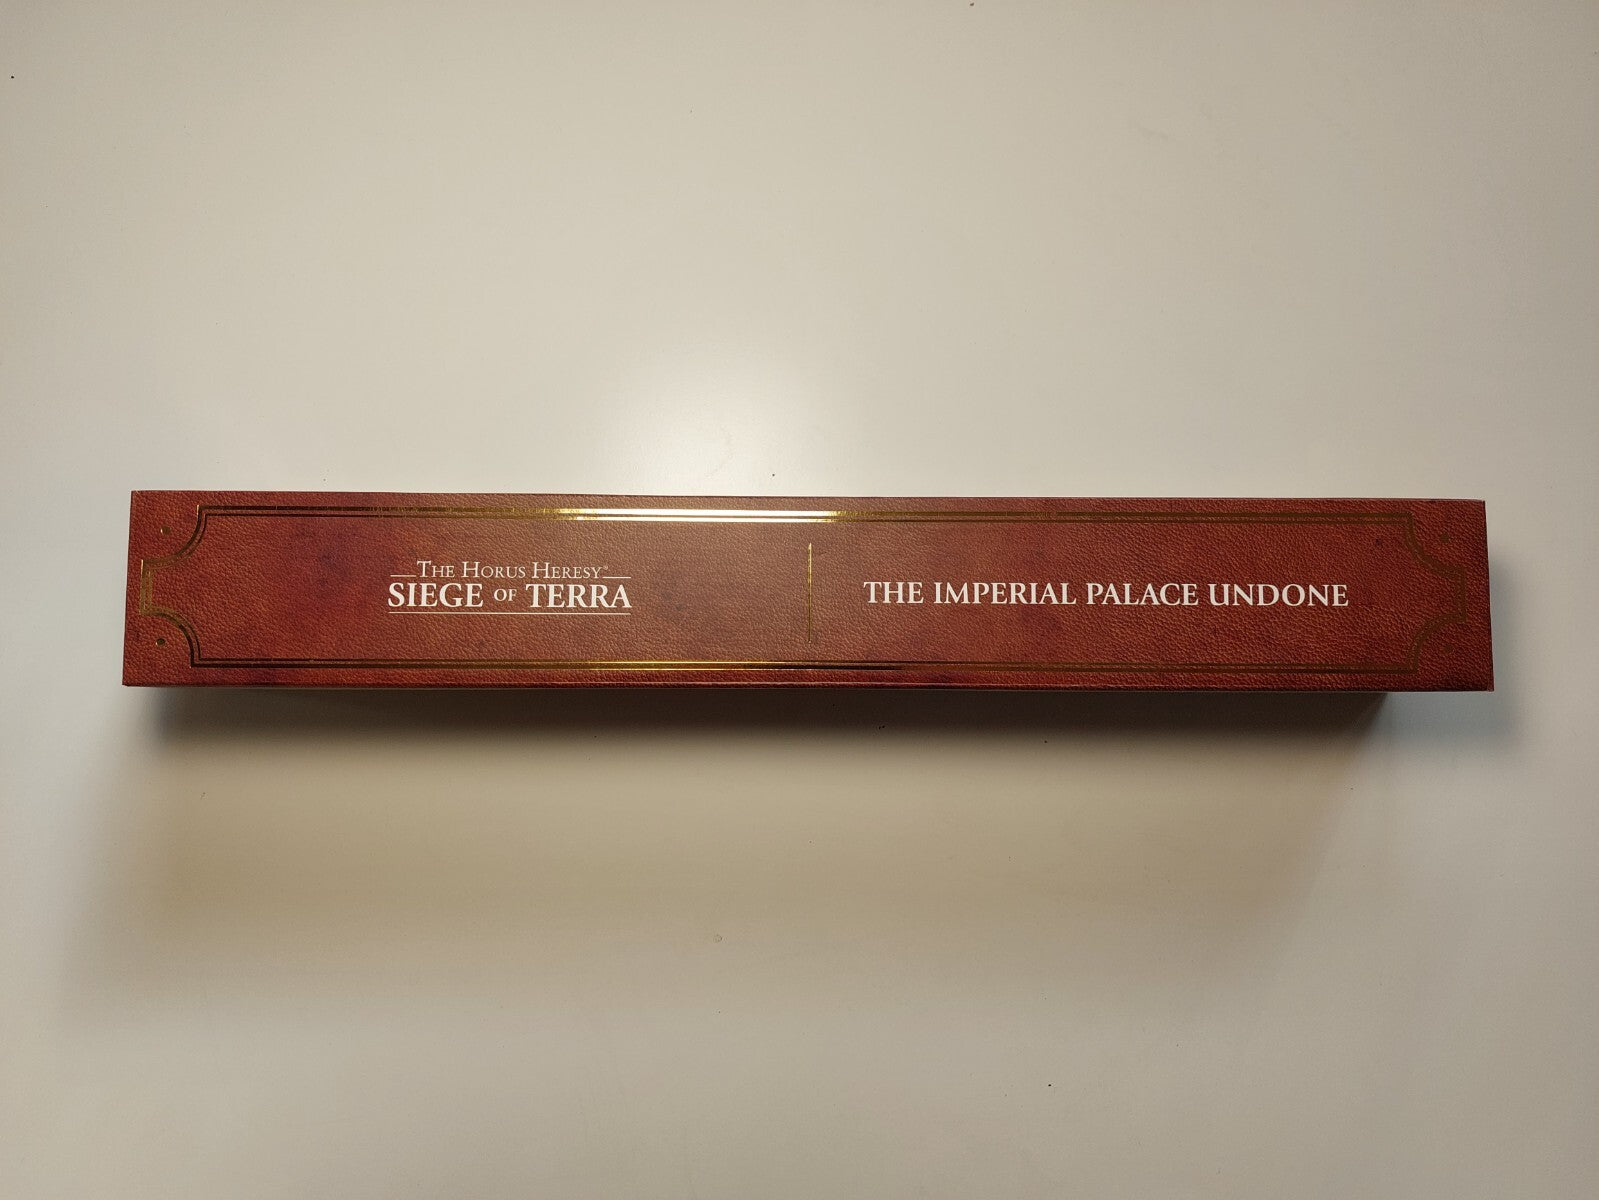 THE HORUS HERESY®
SIEGE OF TERRA
THE IMPERIAL PALACE UNDONE